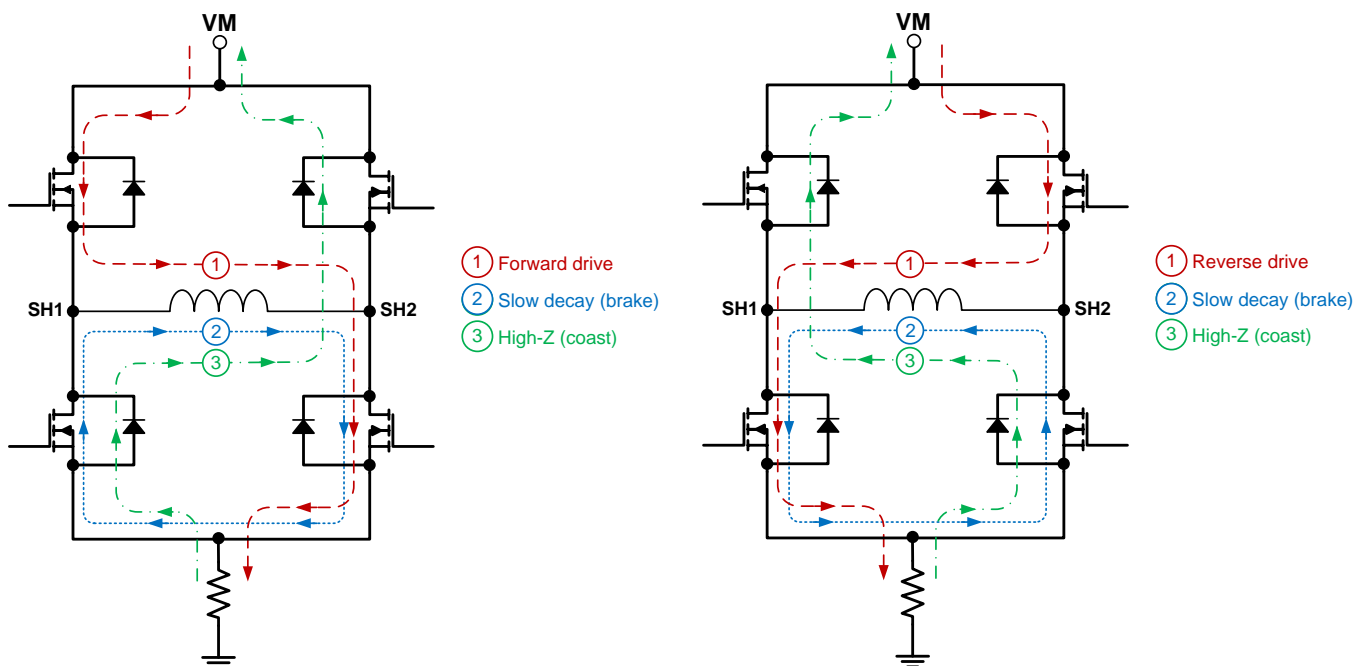 VM
1
SH1
SH2
2
3
1 Forward drive
2 Slow decay (brake)
3 High-Z (coast)
VM
1
SH1
SH2
2
3
1 Reverse drive
2 Slow decay (brake)
3 High-Z (coast)